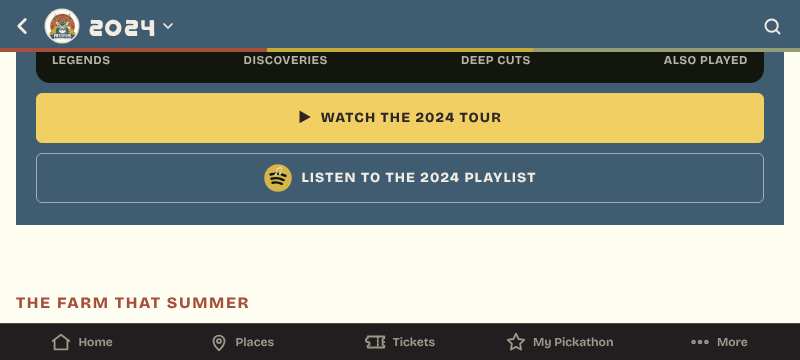 2024
LEGENDS DISCOVERIES DEEP CUTS ALSO PLAYED
WATCH THE 2024 TOUR
LISTEN TO THE 2024 PLAYLIST
THE FARM THAT SUMMER
Home Places Tickets My Pickathon More